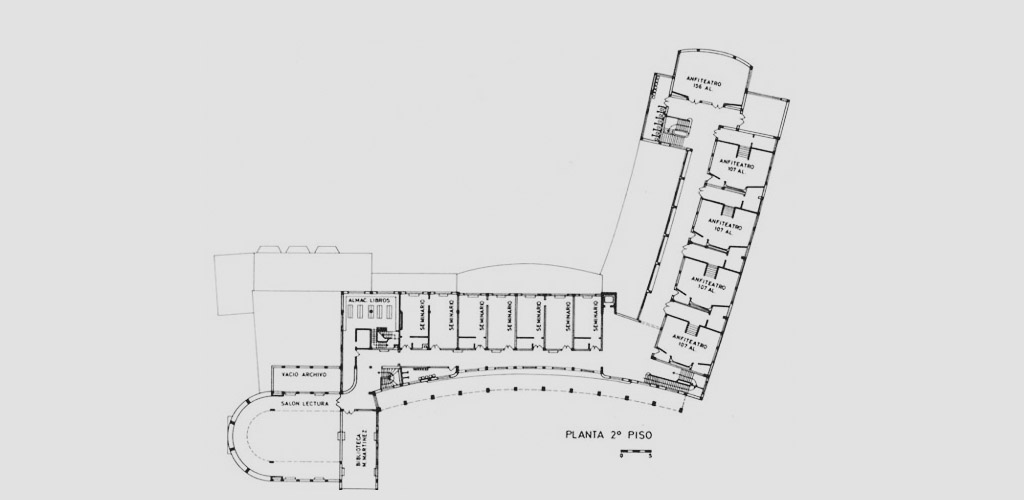 ANFITEATRO
156 AL.
ANFITEATRO
107 AL.
ANFITEATRO
107 AL.
ANFITEATRO
107 AL.
ANFITEATRO
107 AL.
ALMAC. LIBROS
SEMINARIO
SEMINARIO
SEMINARIO
SEMINARIO
SEMINARIO
SEMINARIO
SEMINARIO
VACIO ARCHIVO
SALON LECTURA
BIBLIOTECA
M. MARTINEZ
PLANTA 2º PISO
0 5